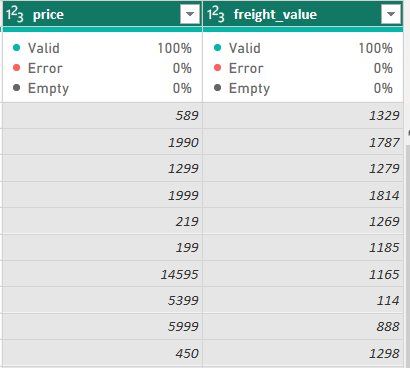 1²3 price 1²3 freight_value
Valid 100% Valid 100%
Error 0% Error 0%
Empty 0% Empty 0%
589 1329
1990 1787
1299 1279
1999 1814
219 1269
199 1185
14595 1165
5399 114
5999 888
450 1298